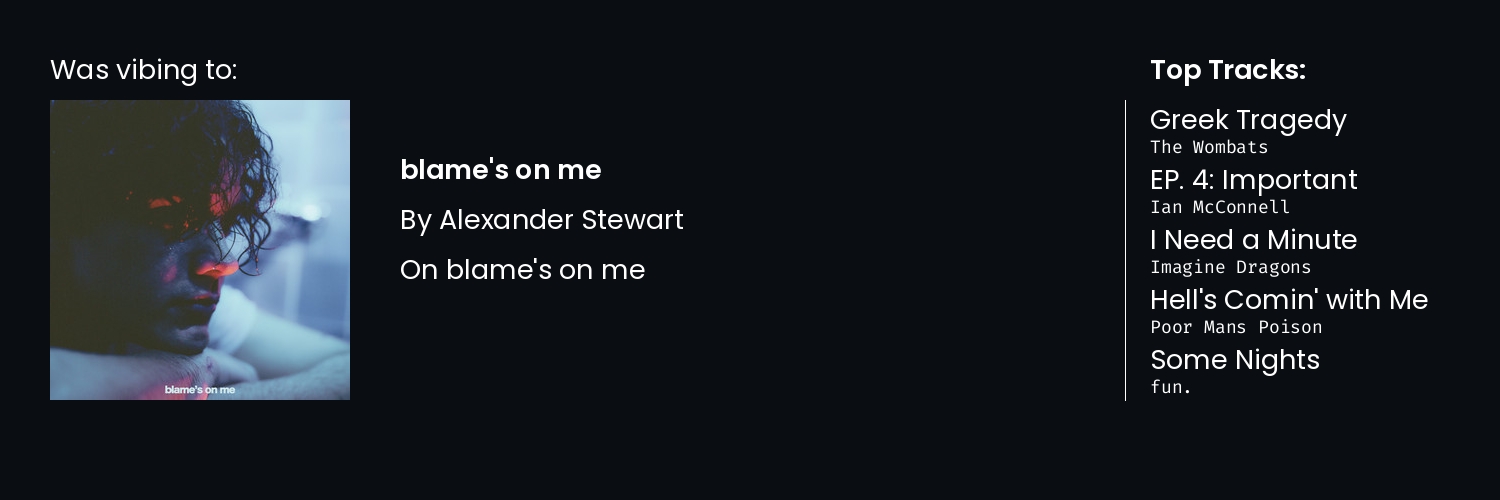 Was vibing to:
blame's on me
By Alexander Stewart
On blame's on me
blame's on me
Top Tracks:
Greek Tragedy
The Wombats
EP. 4: Important
Ian McConnell
I Need a Minute
Imagine Dragons
Hell's Comin' with Me
Poor Mans Poison
Some Nights
fun.